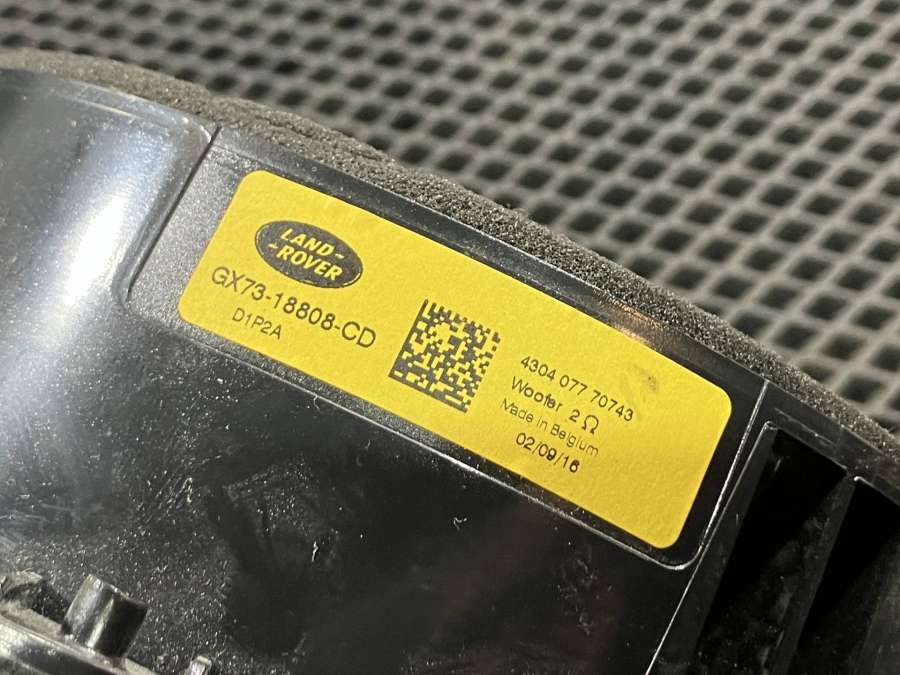 LAND-
-ROVER
GX73-18808-CD
D1P2A
4304 077 70743
Woofer 2 Ω
Made in Belgium
02/09/16